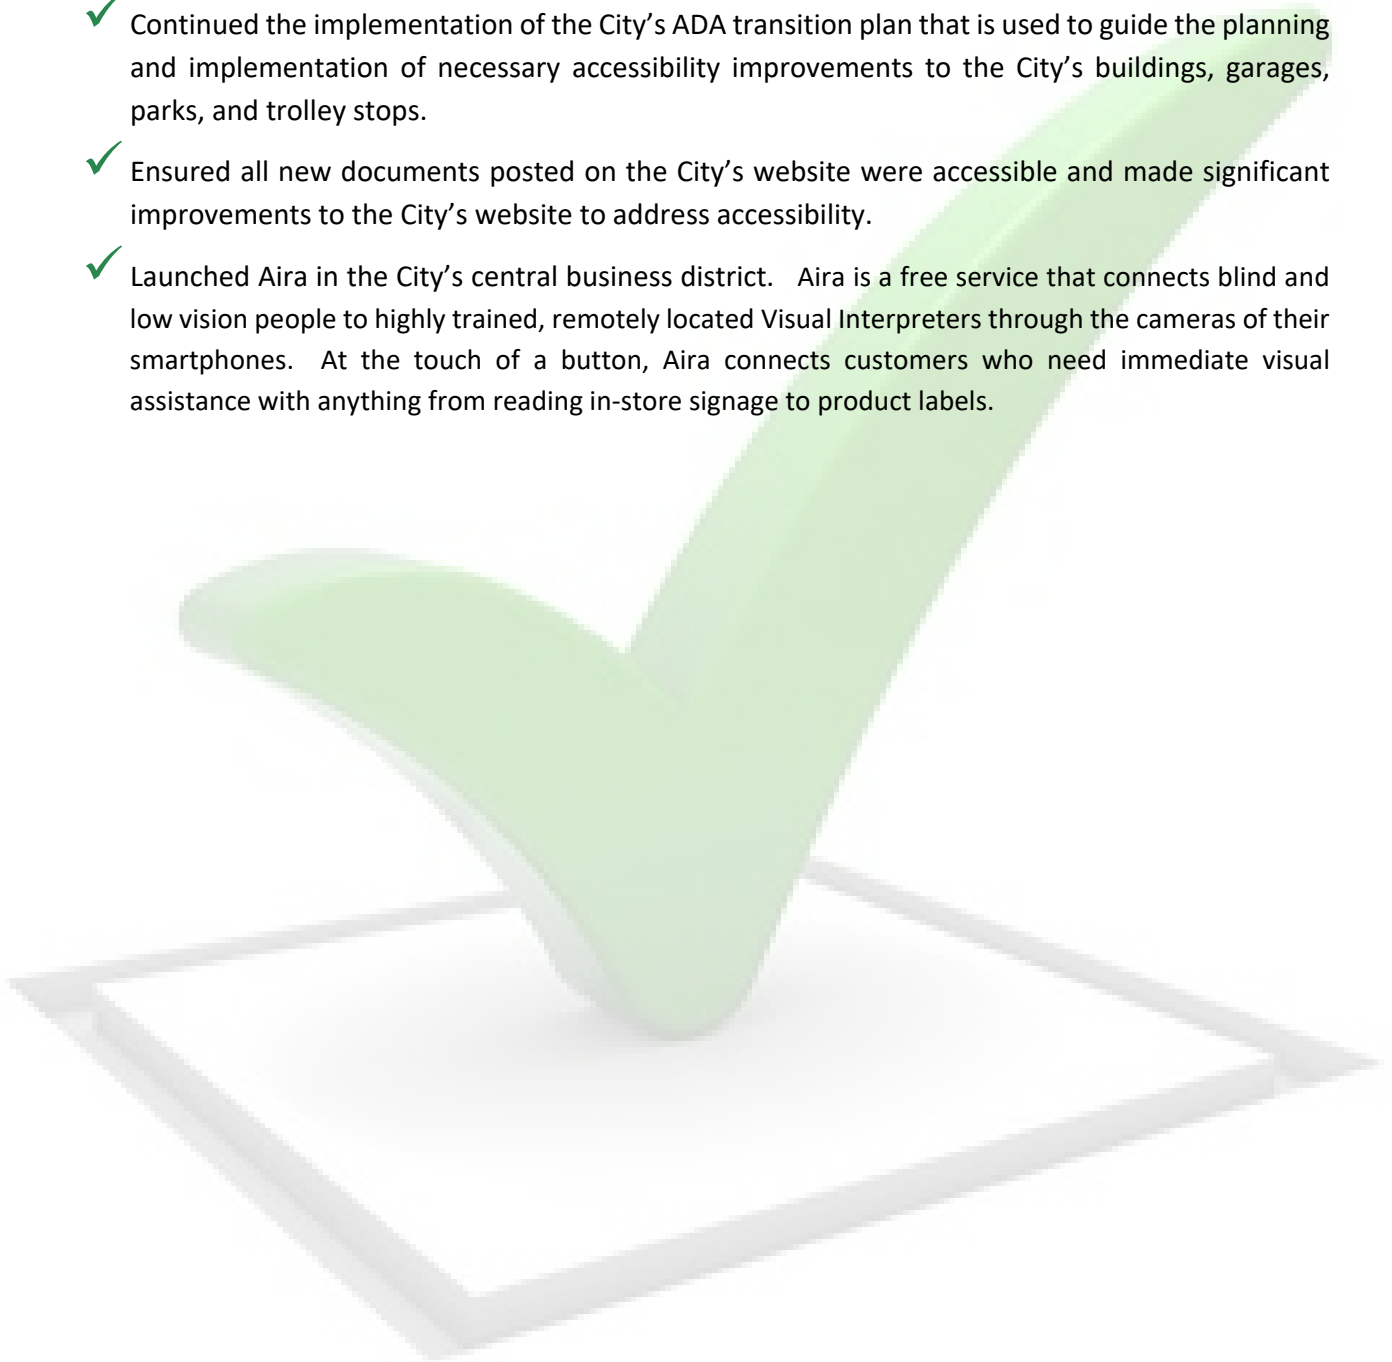 Continued the implementation of the City’s ADA transition plan that is used to guide the planning
and implementation of necessary accessibility improvements to the City’s buildings, garages,
parks, and trolley stops.
Ensured all new documents posted on the City’s website were accessible and made significant
improvements to the City’s website to address accessibility.
Launched Aira in the City’s central business district.   Aira is a free service that connects blind and
low vision people to highly trained, remotely located Visual Interpreters through the cameras of their
smartphones.  At the touch of a button, Aira connects customers who need immediate visual
assistance with anything from reading in-store signage to product labels.